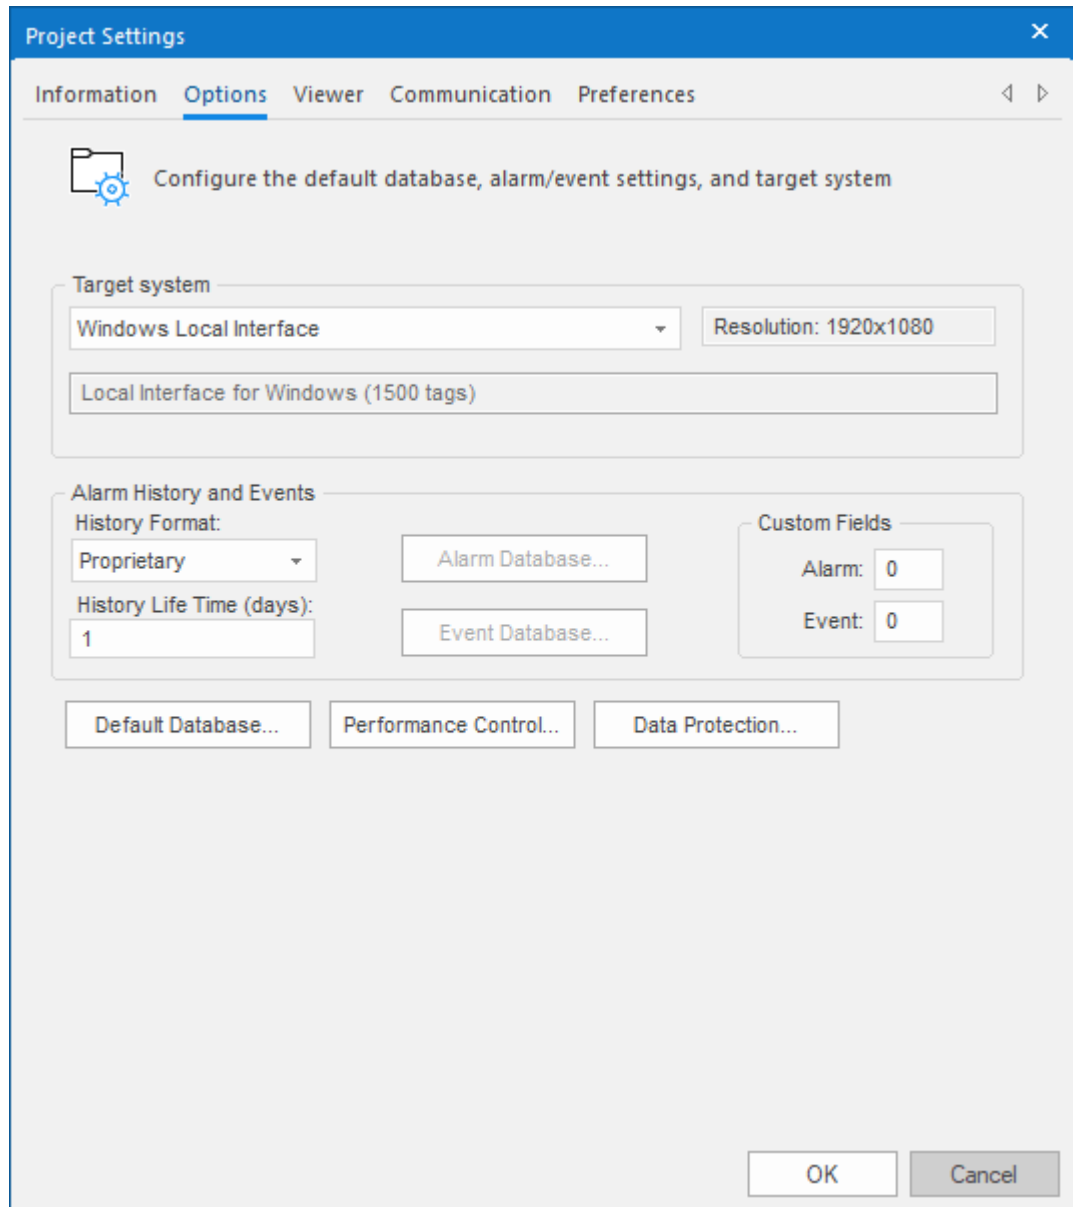 Project Settings
Information Options Viewer Communication Preferences
Configure the default database, alarm/event settings, and target system
Target system
Windows Local Interface
Resolution: 1920x1080
Local Interface for Windows (1500 tags)
Alarm History and Events
History Format:
Proprietary
Alarm Database...
History Life Time (days):
1
Event Database...
Custom Fields
Alarm: 0
Event: 0
Default Database... Performance Control... Data Protection...
OK Cancel